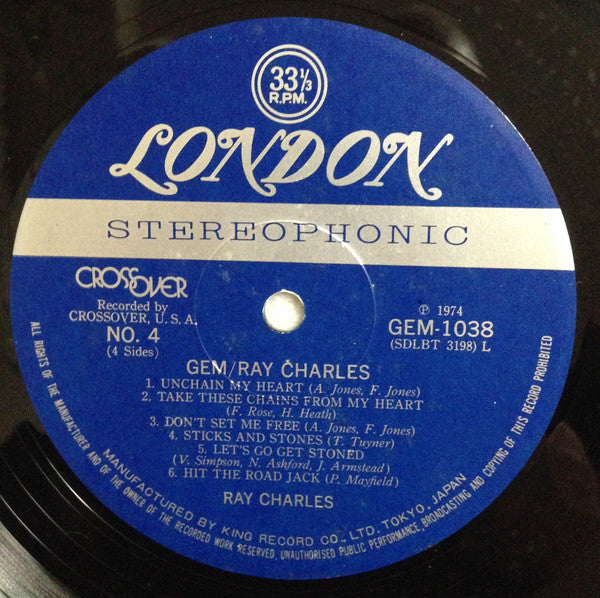 33 1/3
R.P.M.
LONDON
STEREOPHONIC
CROSSOVER
Recorded by
CROSSOVER, U.S.A.
NO. 4
(4 Sides)
℗ 1974
GEM-1038
(SDLBT 3198) L
GEM/RAY CHARLES
1. UNCHAIN MY HEART (A. Jones, F. Jones)
2. TAKE THESE CHAINS FROM MY HEART
(F. Rose, H. Heath)
3. DON'T SET ME FREE (A. Jones, F. Jones)
4. STICKS AND STONES (T. Tuyner)
5. LET'S GO GET STONED
(V. Simpson, N. Ashford, J. Armstead)
6. HIT THE ROAD JACK (P. Mayfield)
RAY CHARLES
MANUFACTURED BY KING RECORD CO., LTD. TOKYO, JAPAN
ALL RIGHTS OF THE MANUFACTURER AND OF THE OWNER OF THE RECORDED WORK RESERVED. UNAUTHORISED PUBLIC PERFORMANCE, BROADCASTING AND COPYING OF THIS RECORD PROHIBITED